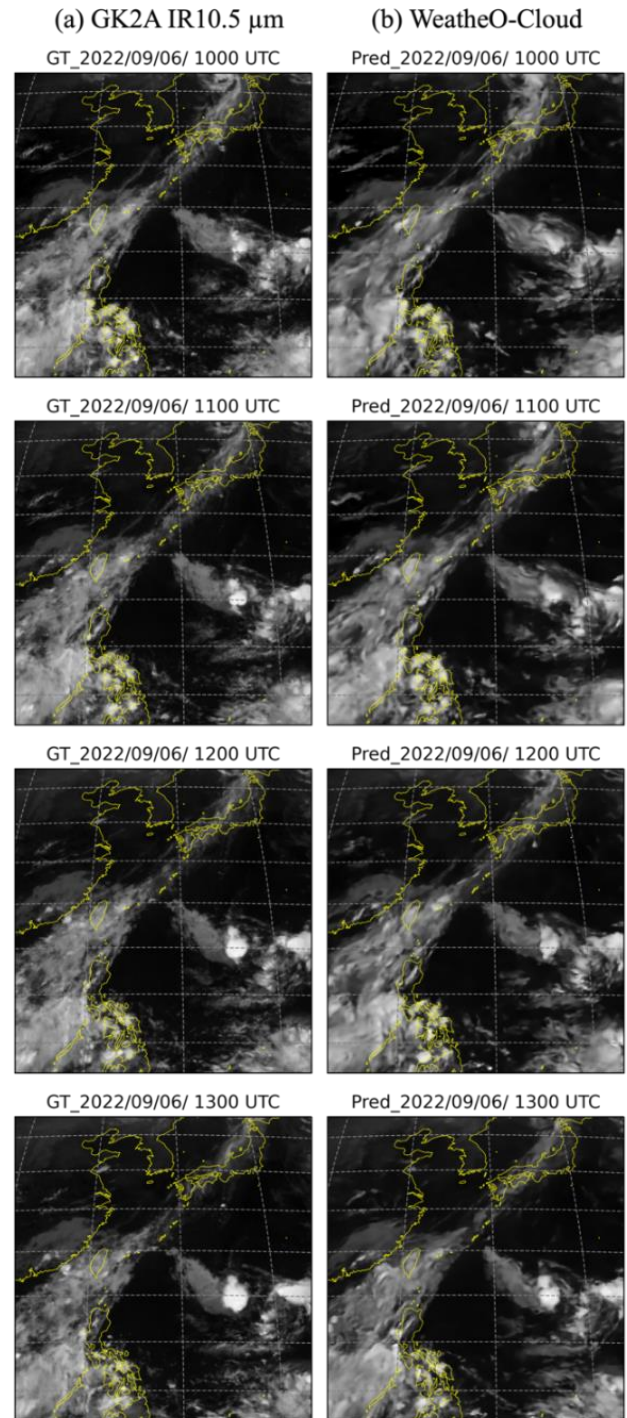 (a) GK2A IR10.5 μm (b) WeatheO-Cloud
GT_2022/09/06/ 1000 UTC Pred_2022/09/06/ 1000 UTC
GT_2022/09/06/ 1100 UTC Pred_2022/09/06/ 1100 UTC
GT_2022/09/06/ 1200 UTC Pred_2022/09/06/ 1200 UTC
GT_2022/09/06/ 1300 UTC Pred_2022/09/06/ 1300 UTC